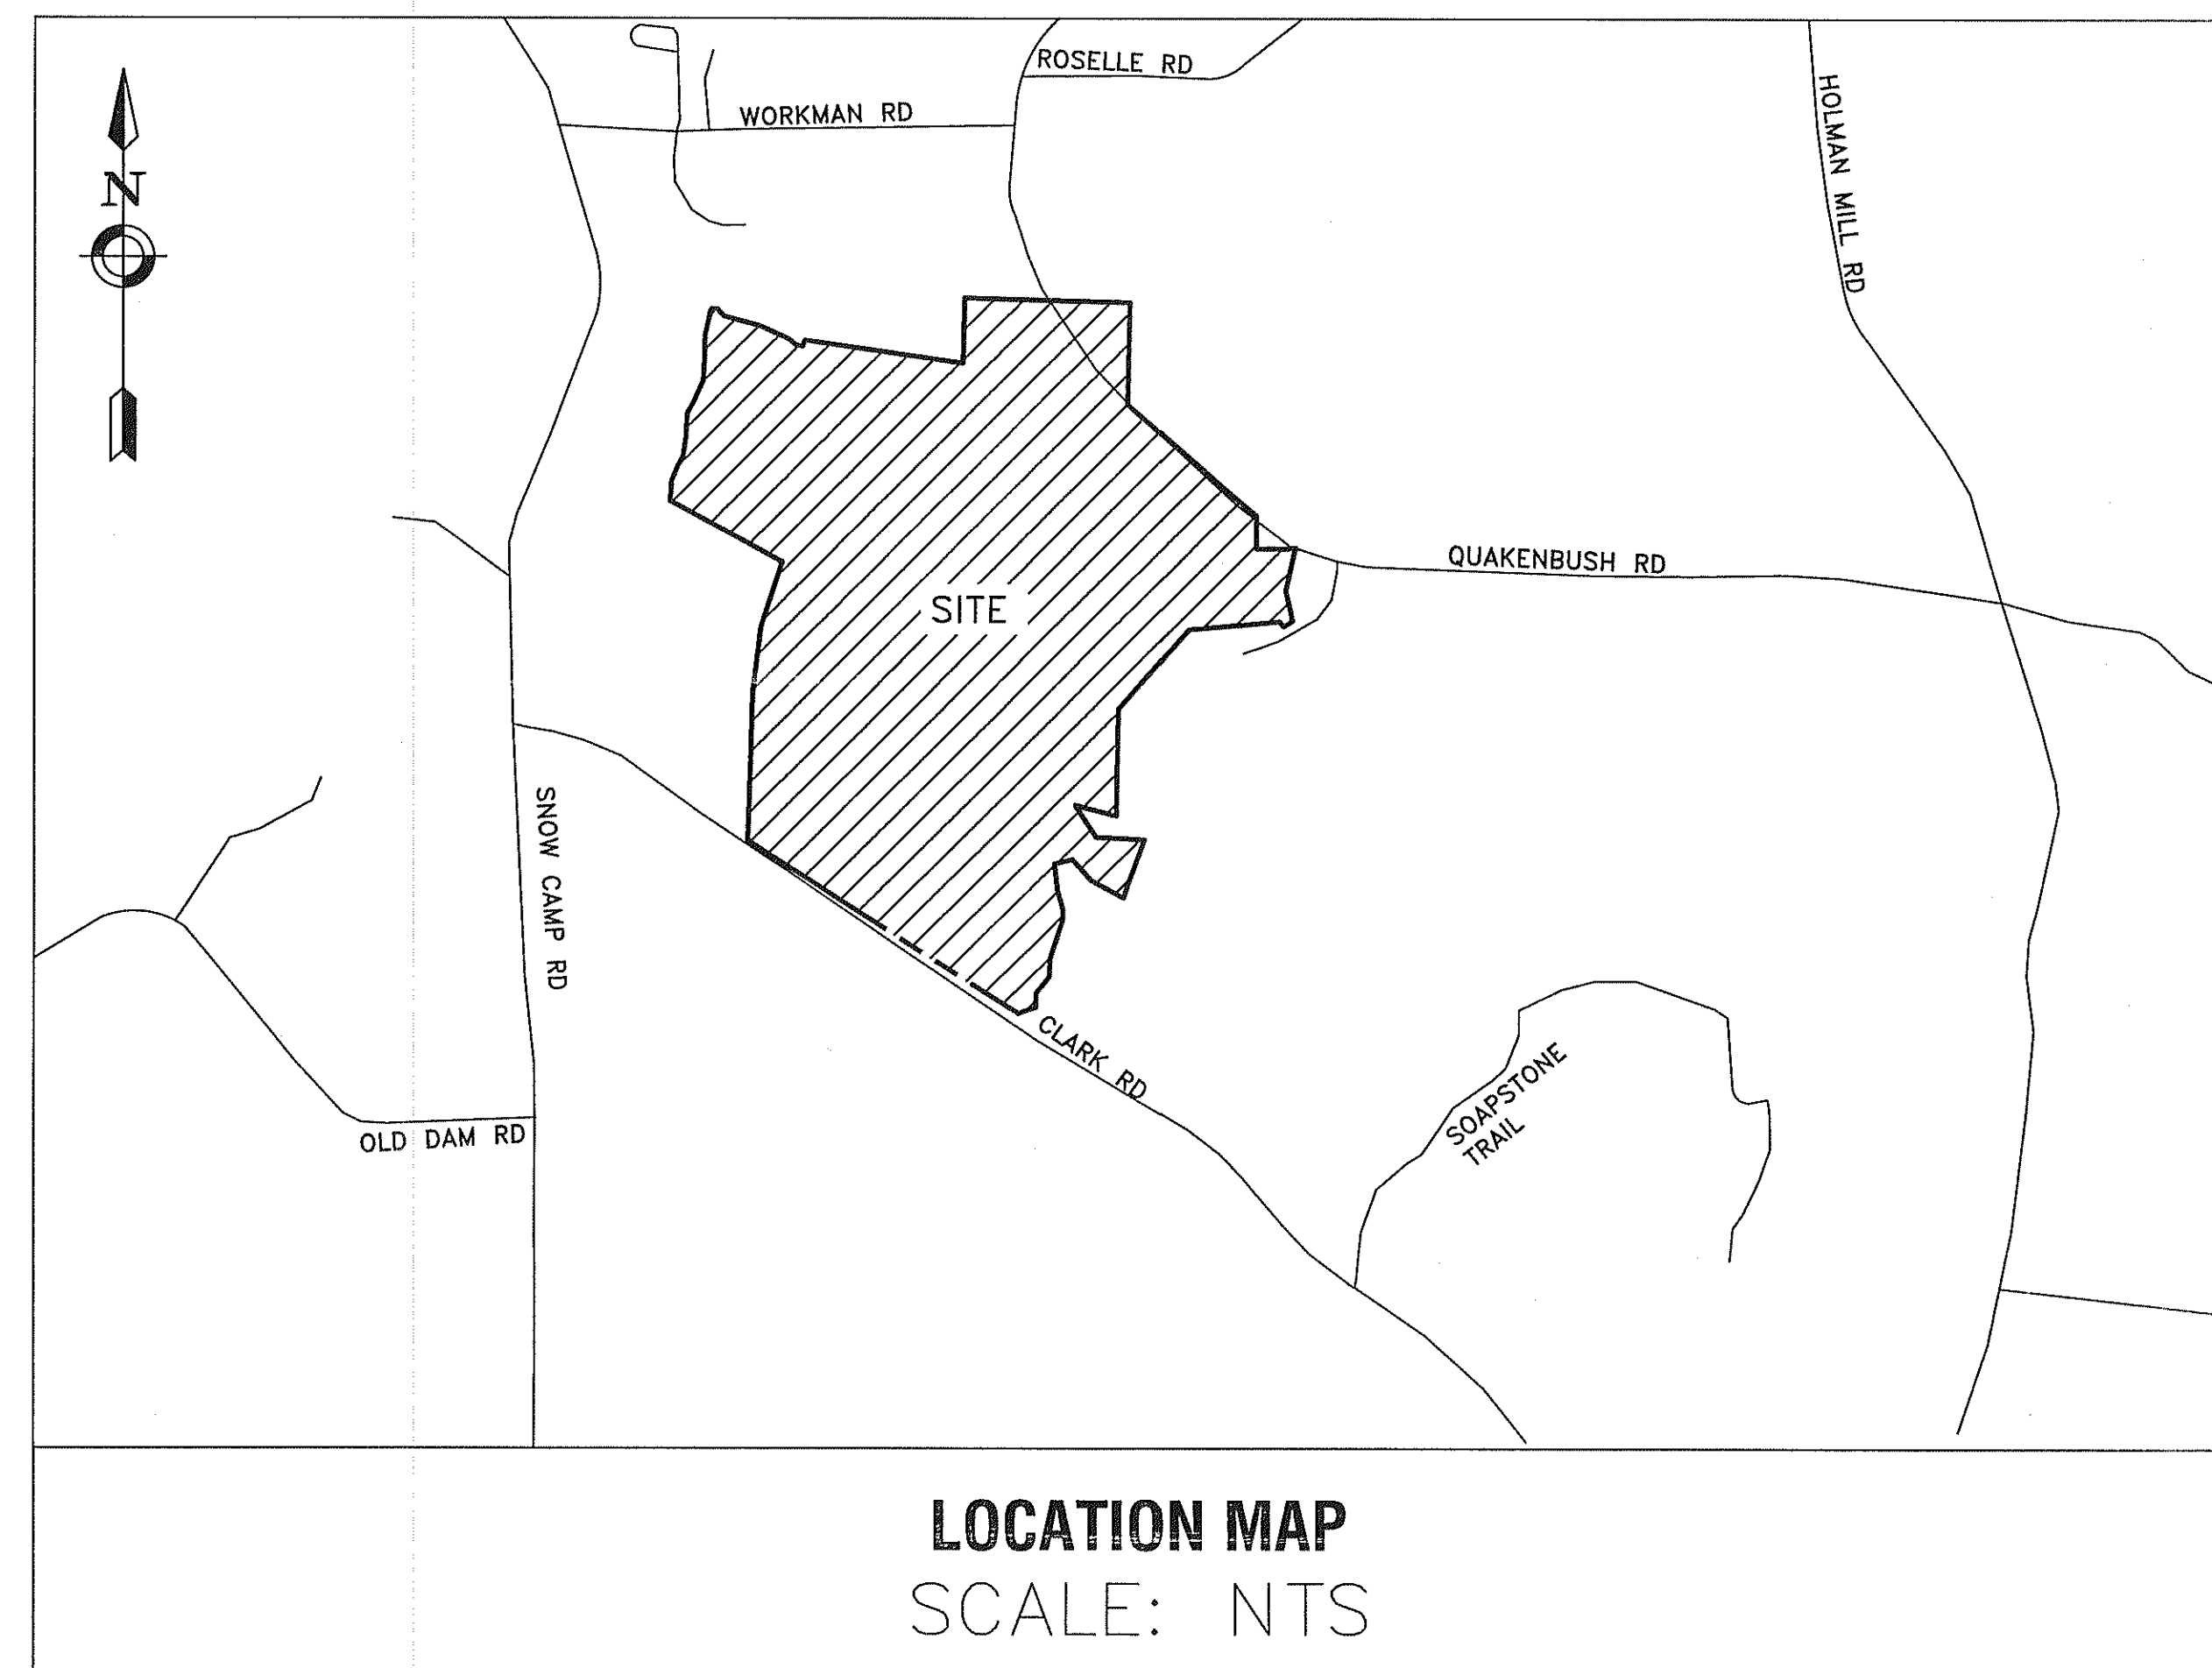 ROSELLE RD
WORKMAN RD
HOLMAN MILL RD
N
QUAKENBUSH RD
SITE
SNOW CAMP RD
CLARK RD
SOAPSTONE
TRAIL
OLD DAM RD
LOCATION MAP
SCALE: NTS